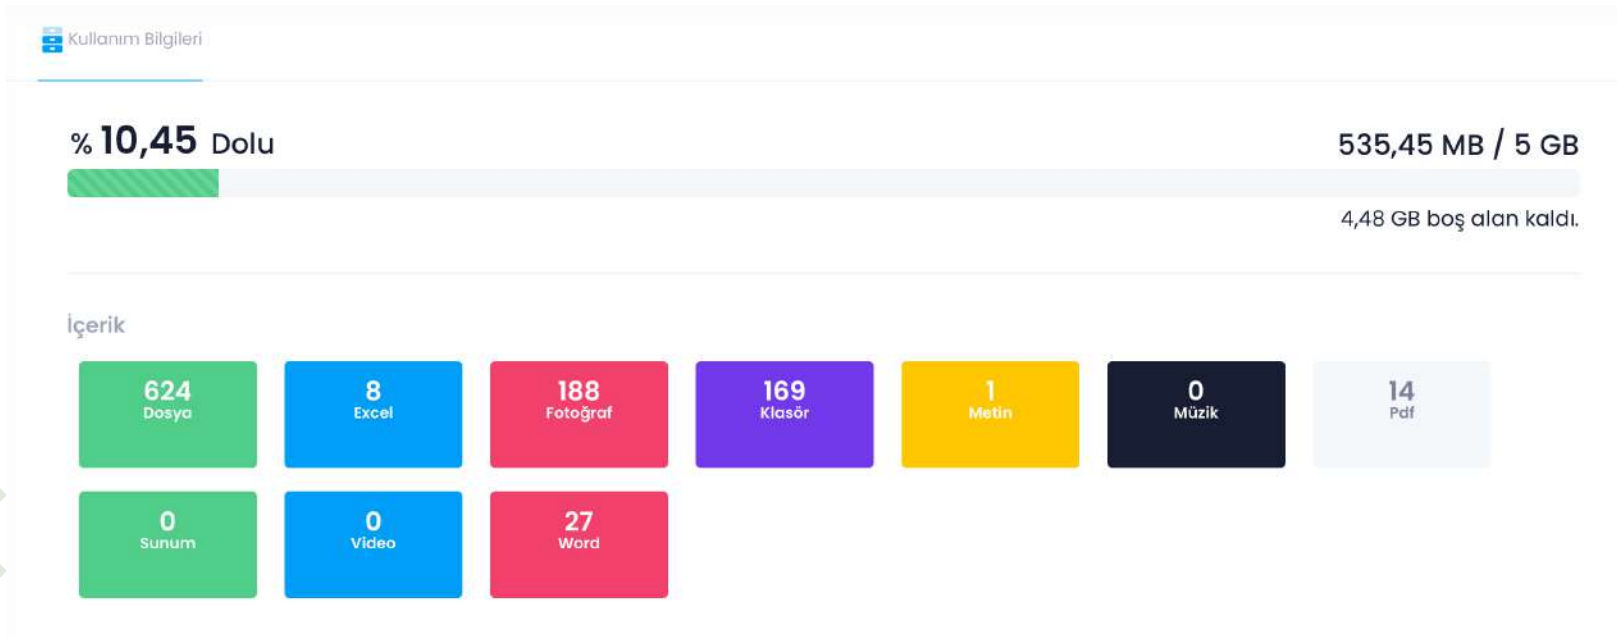 Kullanım Bilgileri
% 10,45 Dolu
535,45 MB / 5 GB
4,48 GB boş alan kaldı.
İçerik
624
Dosya
8
Excel
188
Fotoğraf
169
Klasör
1
Metin
0
Müzik
14
Pdf
0
Sunum
0
Video
27
Word